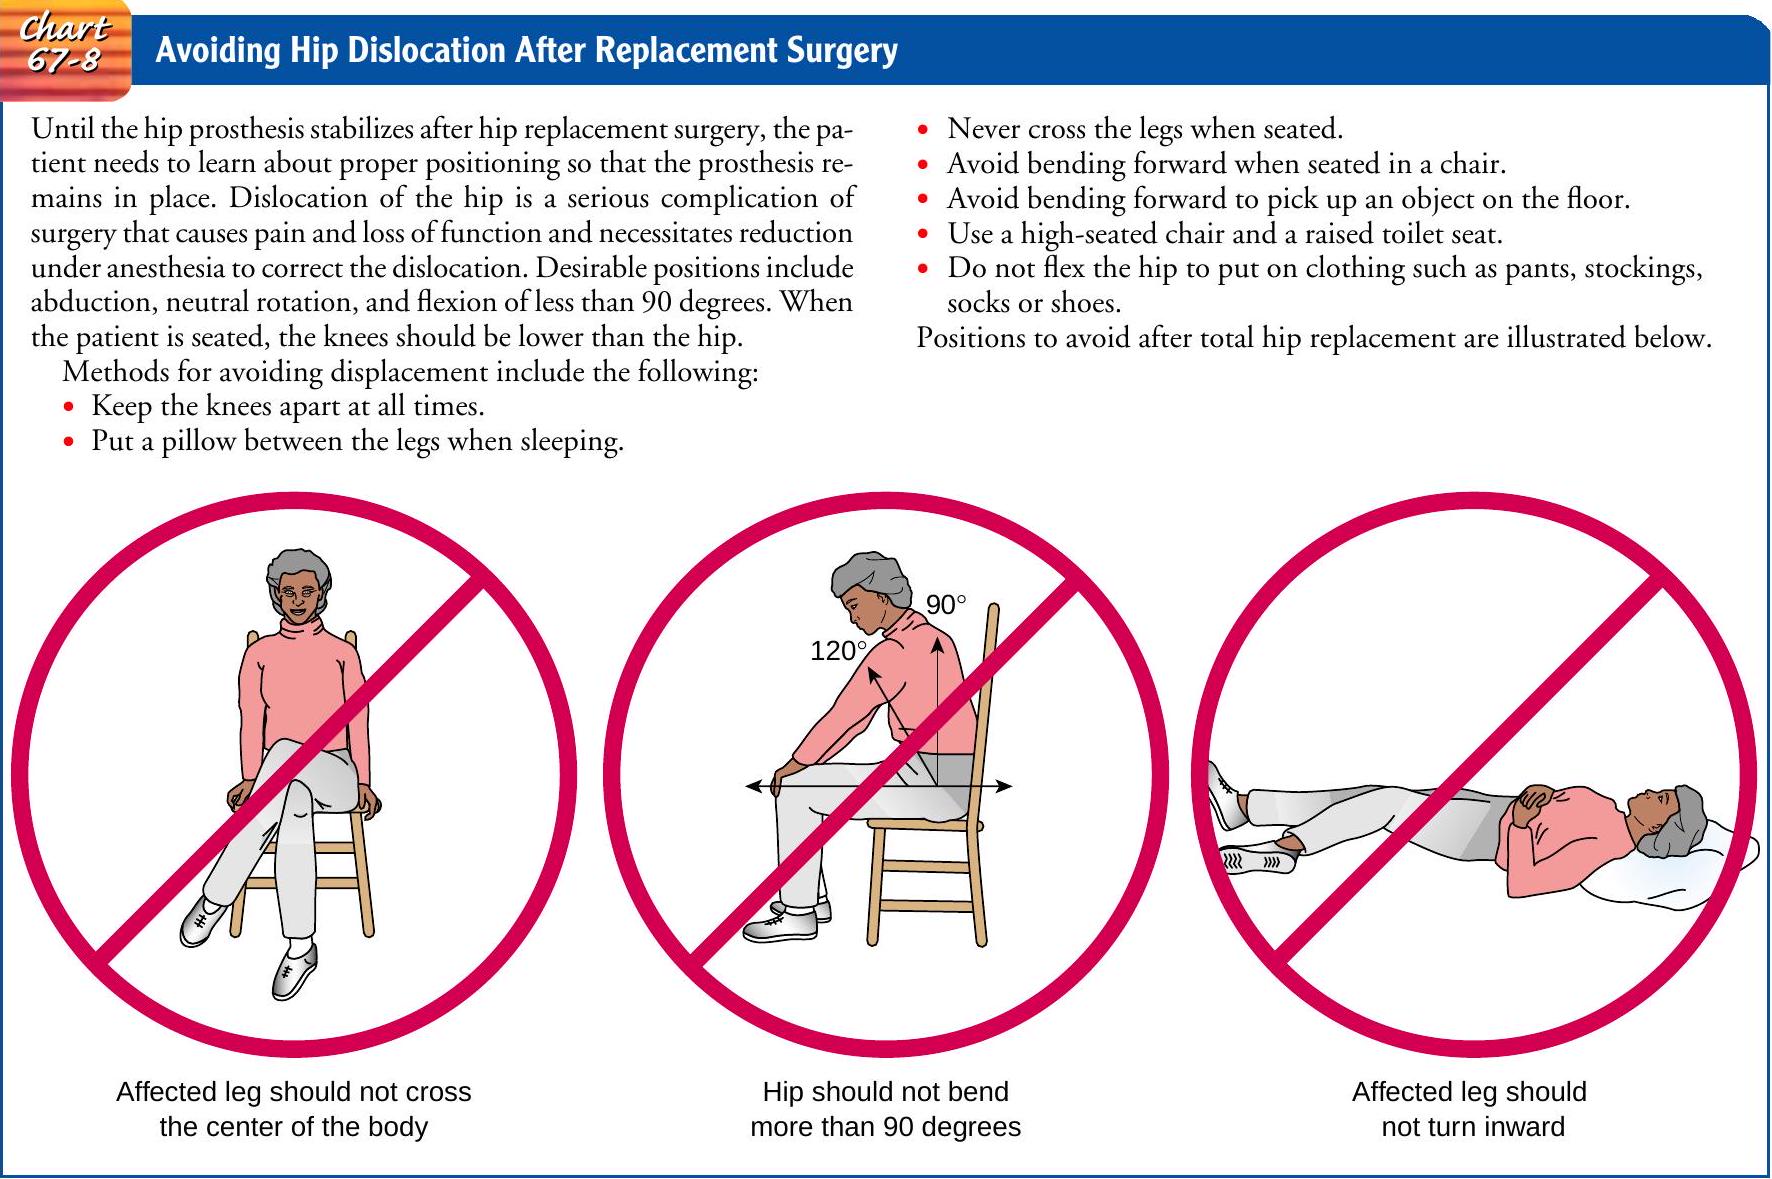 Chart
67-8
Avoiding Hip Dislocation After Replacement Surgery
Until the hip prosthesis stabilizes after hip replacement surgery, the pa-
tient needs to learn about proper positioning so that the prosthesis re-
mains in place. Dislocation of the hip is a serious complication of
surgery that causes pain and loss of function and necessitates reduction
under anesthesia to correct the dislocation. Desirable positions include
abduction, neutral rotation, and flexion of less than 90 degrees. When
the patient is seated, the knees should be lower than the hip.
Methods for avoiding displacement include the following:
• Keep the knees apart at all times.
• Put a pillow between the legs when sleeping.
• Never cross the legs when seated.
• Avoid bending forward when seated in a chair.
• Avoid bending forward to pick up an object on the floor.
• Use a high-seated chair and a raised toilet seat.
• Do not flex the hip to put on clothing such as pants, stockings,
socks or shoes.
Positions to avoid after total hip replacement are illustrated below.
90°
120°
Affected leg should not cross
the center of the body
Hip should not bend
more than 90 degrees
Affected leg should
not turn inward